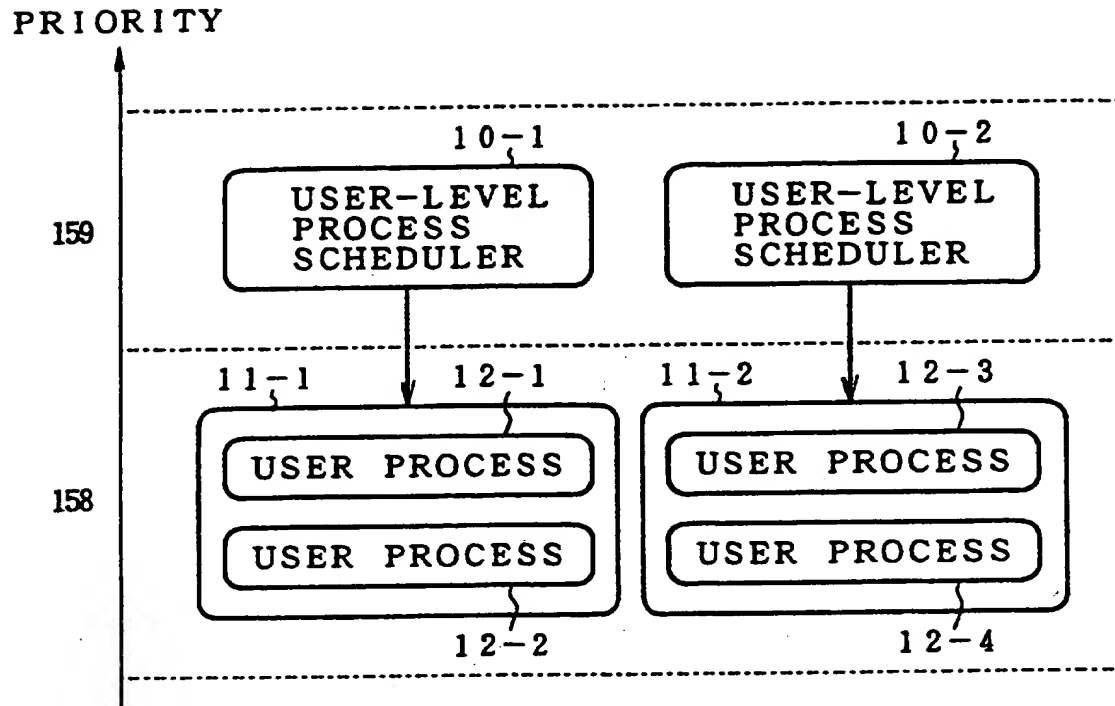 PRIORITY
10-1
10-2
USER-LEVEL
PROCESS
SCHEDULER
USER-LEVEL
PROCESS
SCHEDULER
159
11-1
12-1
11-2
12-3
USER PROCESS
USER PROCESS
158
USER PROCESS
USER PROCESS
12-2
12-4